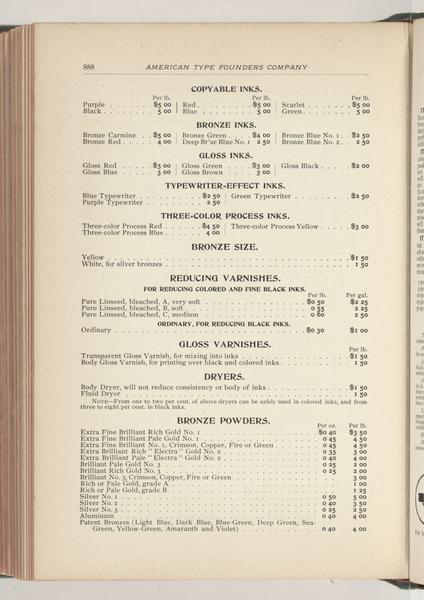 888 AMERICAN TYPE FOUNDERS COMPANY
COPYABLE INKS.
Per lb. Per lb. Per lb.
Purple . . . . . . . $5 00 Red . . . . . . . . $5 00 Scarlet . . . . . . . $5 00
Black . . . . . . . . 5 00 Blue . . . . . . . . 5 00 Green . . . . . . . . 5 00
BRONZE INKS.
Bronze Carmine . . $5 00 Bronze Green . . . $4 00 Bronze Blue No. 1 . . $2 50
Bronze Red . . . . 4 00 Deep Br'ze Blue No. 1 2 50 Bronze Blue No. 2 . . 2 50
GLOSS INKS.
Gloss Red . . . . . $3 00 Gloss Green . . . . $3 00 Gloss Black . . . . . $2 00
Gloss Blue . . . . . 3 00 Gloss Brown . . . . 3 00
TYPEWRITER-EFFECT INKS.
Blue Typewriter . . . . . . . . $2 50 Green Typewriter . . . . . . . . $2 50
Purple Typewriter . . . . . . . 2 50
THREE-COLOR PROCESS INKS.
Three-color Process Red . . . . . $4 50 Three-color Process Yellow . . . . $3 00
Three-color Process Blue . . . . . 4 00
BRONZE SIZE.
Yellow . . . . . . . . . . . . . . . . $1 50
White, for silver bronzes . . . . . . . . . . . . 1 50
REDUCING VARNISHES.
FOR REDUCING COLORED AND FINE BLACK INKS.
Per lb. Per gal.
Pure Linseed, bleached, A, very soft . . . . . . . . $0 50 $2 25
Pure Linseed, bleached, B, soft . . . . . . . . . 0 55 2 25
Pure Linseed, bleached, C, medium . . . . . . . . 0 60 2 50
ORDINARY, FOR REDUCING BLACK INKS.
Ordinary . . . . . . . . . . . . . $0 30 $1 00
GLOSS VARNISHES.
Per lb.
Transparent Gloss Varnish, for mixing into inks . . . . . . . $1 50
Body Gloss Varnish, for printing over black and colored inks . . . . . 1 50
DRYERS.
Body Dryer, will not reduce consistency or body of inks . . . . . . $1 50
Fluid Dryer . . . . . . . . . . . . . . 1 50
NOTE—From one to two per cent. of above dryers can be safely used in colored inks, and from
three to eight per cent. in black inks.
BRONZE POWDERS.
Per oz. Per lb.
Extra Fine Brilliant Rich Gold No. 1 . . . . . . . $0 40 $3 50
Extra Fine Brilliant Pale Gold No. 1 . . . . . . . 0 45 4 50
Extra Fine Brilliant No. 1, Crimson, Copper, Fire or Green . . . 0 45 4 50
Extra Brilliant Rich "Electra" Gold No. 2 . . . . . . 0 35 3 00
Extra Brilliant Pale "Electra" Gold No. 2 . . . . . . 0 40 4 00
Brilliant Pale Gold No. 3 . . . . . . . . . . 0 25 2 00
Brilliant Rich Gold No. 3 . . . . . . . . . . 0 25 2 00
Brilliant No. 3, Crimson, Copper, Fire or Green . . . . . . 3 00
Rich or Pale Gold, grade A . . . . . . . . . . 1 00
Rich or Pale Gold, grade B . . . . . . . . . . 1 25
Silver No. 1 . . . . . . . . . . . . . 0 50 5 00
Silver No. 2 . . . . . . . . . . . . . 0 40 3 50
Silver No. 3 . . . . . . . . . . . . . 0 25 2 50
Aluminum . . . . . . . . . . . . . . 0 40 4 00
Patent Bronzes (Light Blue, Dark Blue, Blue-Green, Deep Green, Sea-
Green, Yellow-Green, Amaranth and Violet) . . . . . . 0 40 4 00